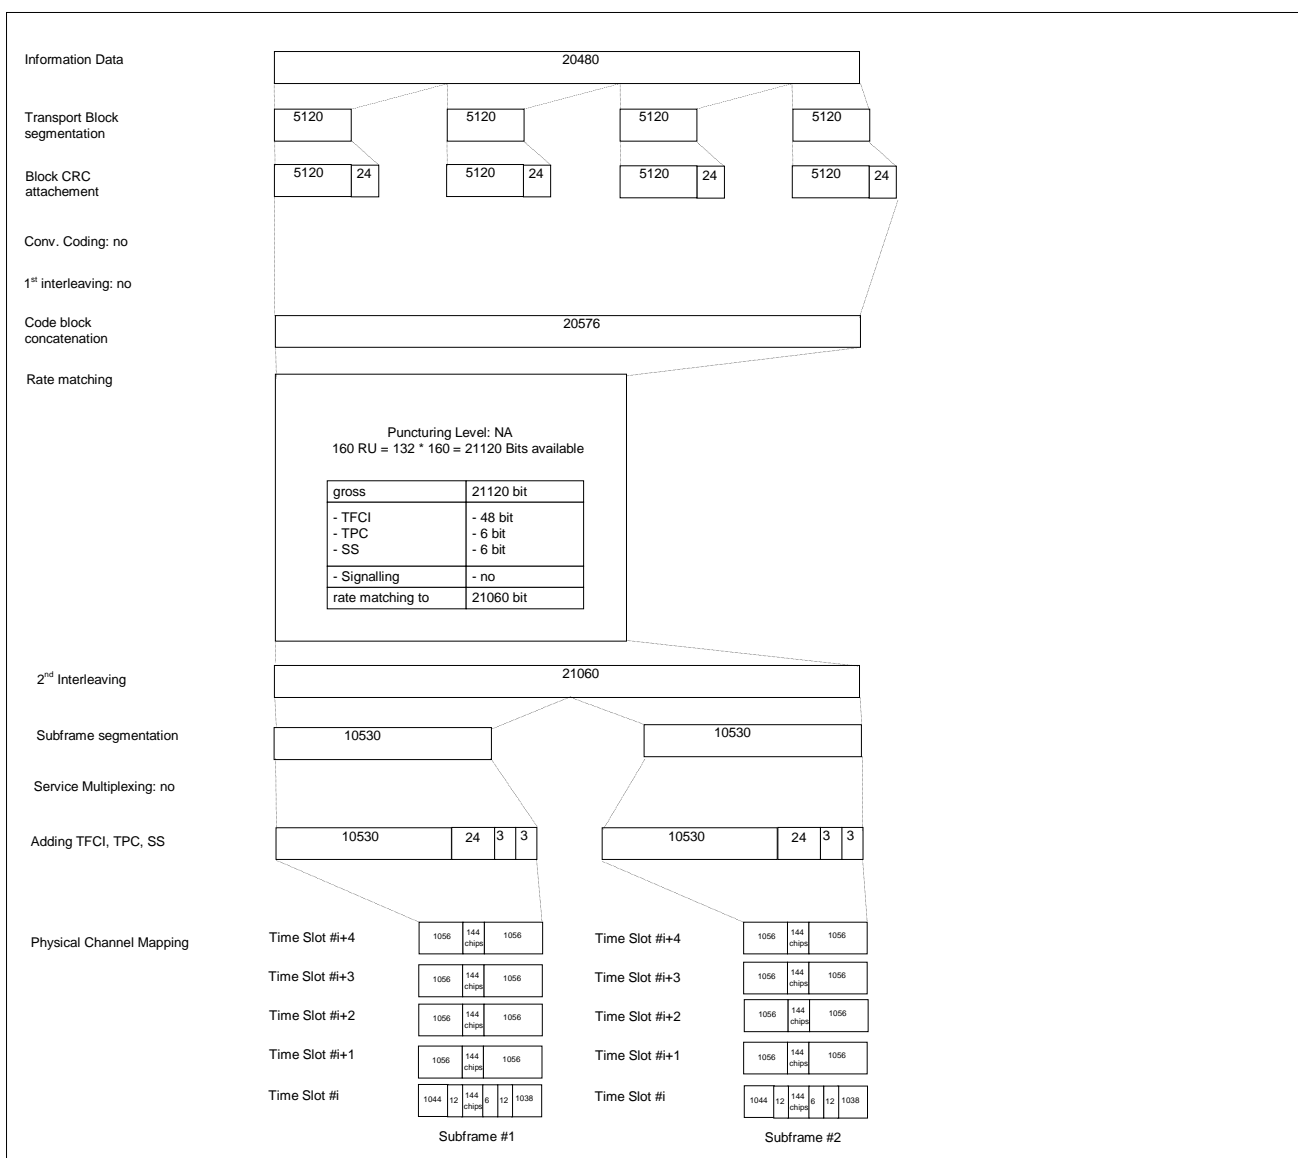 Information Data
20480
Transport Block
segmentation
5120 5120 5120 5120
Block CRC
attachement
5120 24 5120 24 5120 24 5120 24
Conv. Coding: no
1st interleaving: no
Code block
concatenation
20576
Rate matching
Puncturing Level: NA
160 RU = 132 * 160 = 21120 Bits available
gross 21120 bit
- TFCI - 48 bit
- TPC - 6 bit
- SS - 6 bit
- Signalling - no
rate matching to 21060 bit
2nd Interleaving
21060
Subframe segmentation
10530 10530
Service Multiplexing: no
Adding TFCI, TPC, SS
10530 24 3 3 10530 24 3 3
Physical Channel Mapping
Time Slot #i+4 1056 144 chips 1056 Time Slot #i+4 1056 144 chips 1056
Time Slot #i+3 1056 144 chips 1056 Time Slot #i+3 1056 144 chips 1056
Time Slot #i+2 1056 144 chips 1056 Time Slot #i+2 1056 144 chips 1056
Time Slot #i+1 1056 144 chips 1056 Time Slot #i+1 1056 144 chips 1056
Time Slot #i 1044 12 144 chips 6 12 1038 Time Slot #i 1044 12 144 chips 6 12 1038
Subframe #1 Subframe #2